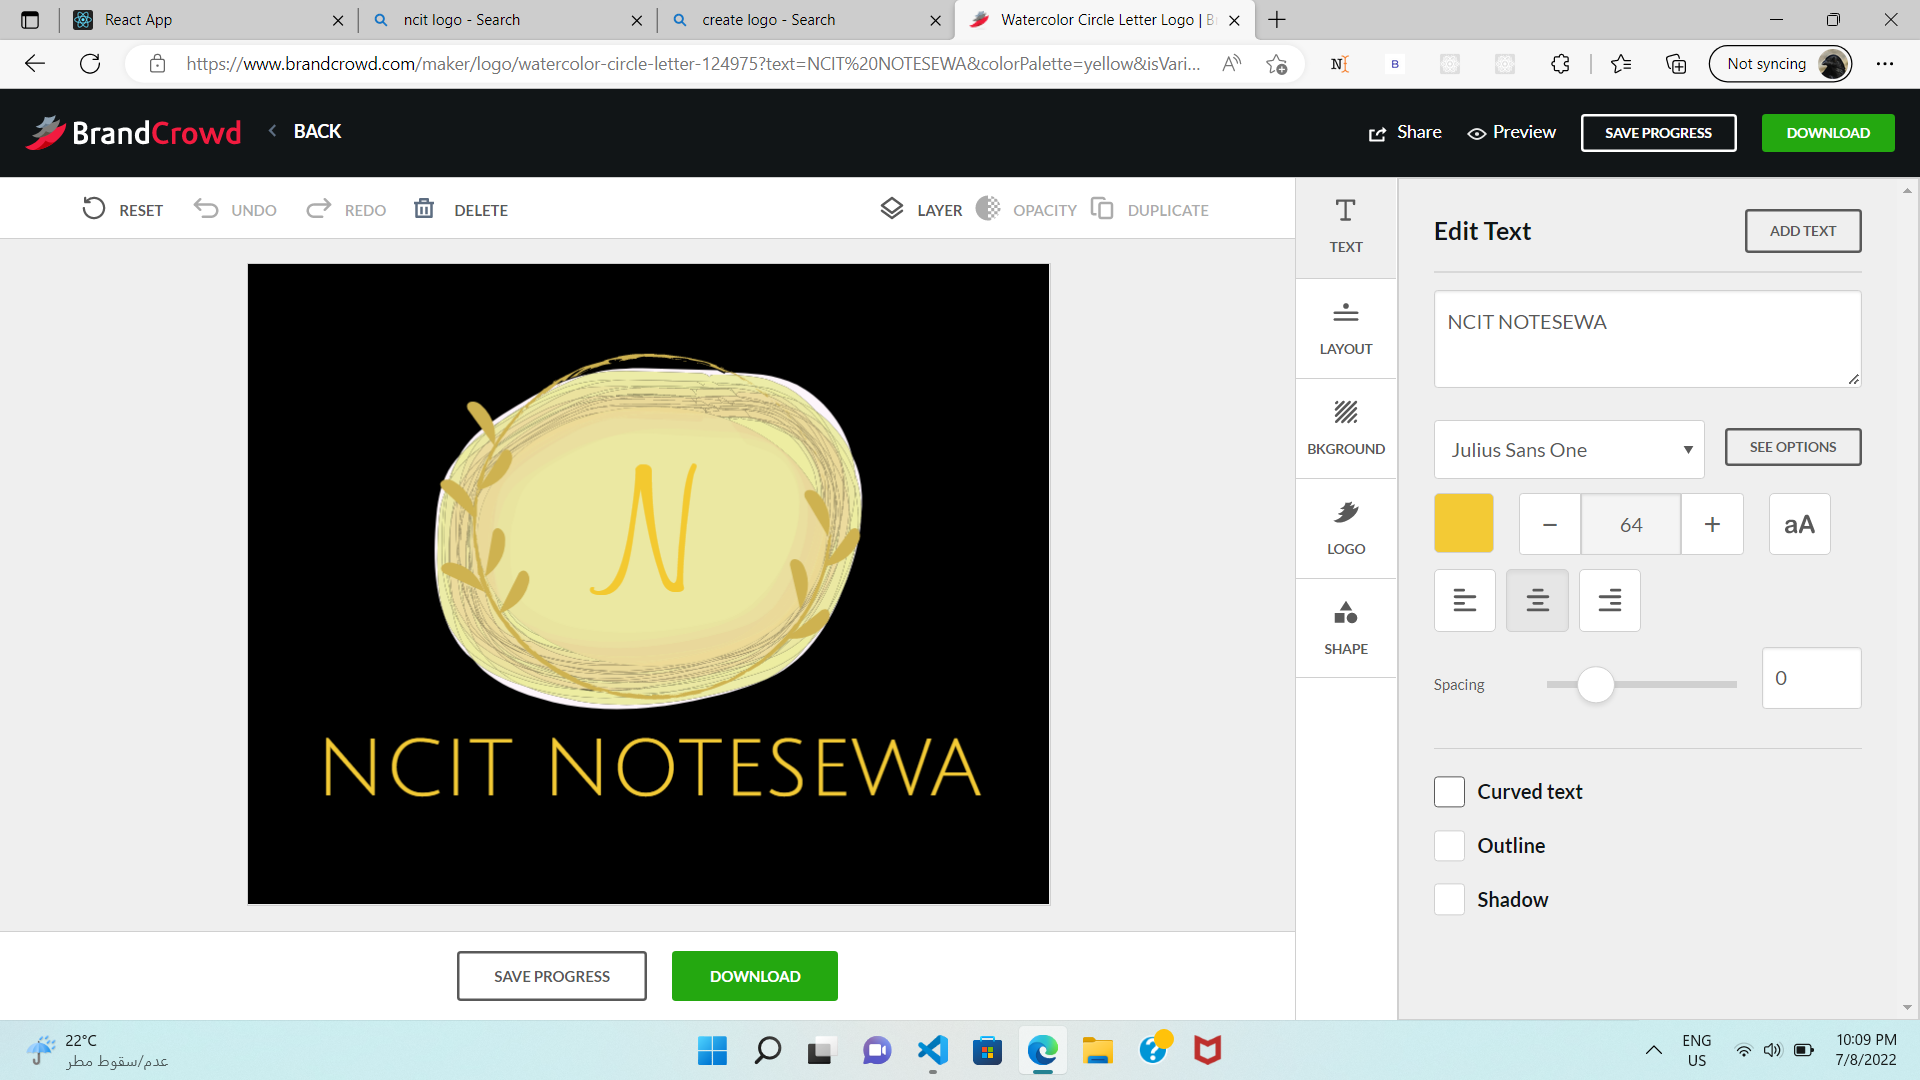 React App
ncit logo - Search
create logo - Search
Watercolor Circle Letter Logo | B
https://www.brandcrowd.com/maker/logo/watercolor-circle-letter-124975?text=NCIT%20NOTESEWA&colorPalette=yellow&isVari...
Not syncing
BrandCrowd
BACK
Share
Preview
SAVE PROGRESS
DOWNLOAD
RESET
UNDO
REDO
DELETE
LAYER
OPACITY
DUPLICATE
TEXT
LAYOUT
BKGROUND
LOGO
SHAPE
Edit Text
ADD TEXT
NCIT NOTESEWA
Julius Sans One
SEE OPTIONS
− 64 + aA
Spacing
0
Curved text
Outline
Shadow
N
NCIT NOTESEWA
SAVE PROGRESS
DOWNLOAD
22°C
عدم/سقوط مطر
ENG
US
10:09 PM
7/8/2022